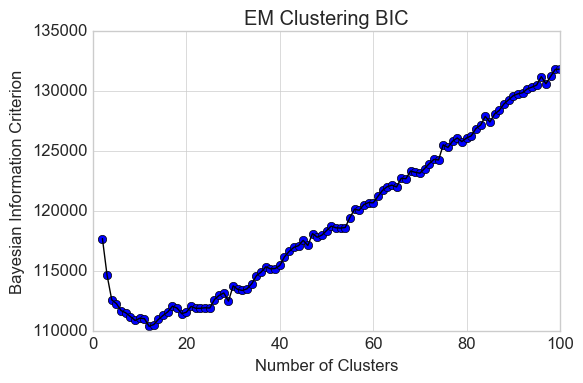 EM Clustering BIC
Bayesian Information Criterion
135000
130000
125000
120000
115000
110000
0 20 40 60 80 100
Number of Clusters